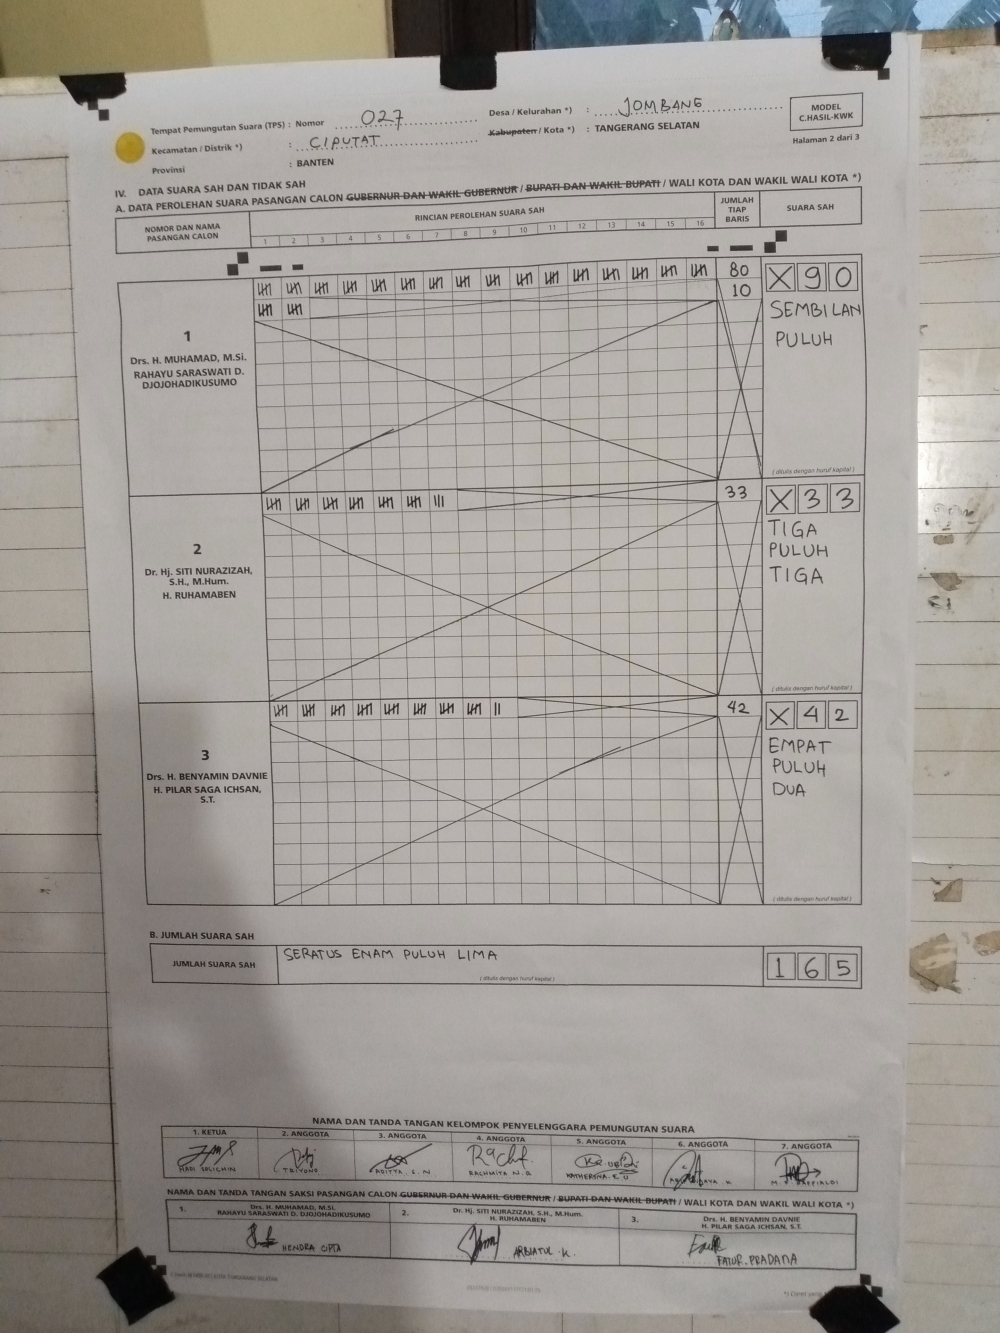 Tempat Pemungutan Suara (TPS) : Nomor 027
Desa / Kelurahan *) : JOMBANG
Kecamatan / Distrik *) : CIPUTAT
Kabupaten / Kota *) : TANGERANG SELATAN
Provinsi : BANTEN
MODEL
C.HASIL-KWK
Halaman 2 dari 3
IV. DATA SUARA SAH DAN TIDAK SAH
A. DATA PEROLEHAN SUARA PASANGAN CALON GUBERNUR DAN WAKIL GUBERNUR / BUPATI DAN WAKIL BUPATI / WALI KOTA DAN WAKIL WALI KOTA *)
NOMOR DAN NAMA
PASANGAN CALON
RINCIAN PEROLEHAN SUARA SAH
1 2 3 4 5 6 7 8 9 10 11 12 13 14 15 16
JUMLAH
TIAP
BARIS
SUARA SAH
1
Drs. H. MUHAMAD, M.Si.
RAHAYU SARASWATI D.
DJOJOHADIKUSUMO
80
10
X 9 0
SEMBILAN
PULUH
( ditulis dengan huruf kapital )
2
Dr. Hj. SITI NURAZIZAH,
S.H., M.Hum.
H. RUHAMABEN
33
X 3 3
TIGA
PULUH
TIGA
( ditulis dengan huruf kapital )
3
Drs. H. BENYAMIN DAVNIE
H. PILAR SAGA ICHSAN,
S.T.
42
X 4 2
EMPAT
PULUH
DUA
( ditulis dengan huruf kapital )
B. JUMLAH SUARA SAH
JUMLAH SUARA SAH
SERATUS ENAM PULUH LIMA
( ditulis dengan huruf kapital )
1 6 5
NAMA DAN TANDA TANGAN KELOMPOK PENYELENGGARA PEMUNGUTAN SUARA
1. KETUA
2. ANGGOTA
3. ANGGOTA
4. ANGGOTA
5. ANGGOTA
6. ANGGOTA
7. ANGGOTA
HADI
TRIYONO
RACHMITA N.R
KATHERINA
NAMA DAN TANDA TANGAN SAKSI PASANGAN CALON GUBERNUR DAN WAKIL GUBERNUR / BUPATI DAN WAKIL BUPATI / WALI KOTA DAN WAKIL WALI KOTA *)
1. Drs. H. MUHAMAD, M.Si.
RAHAYU SARASWATI D. DJOJOHADIKUSUMO
HENDRA CIPTA
2. Dr. Hj. SITI NURAZIZAH, S.H., M.Hum.
H. RUHAMABEN
ARBIATUL .K.
3. Drs. H. BENYAMIN DAVNIE
H. PILAR SAGA ICHSAN, S.T.
FATUR.PRADANA